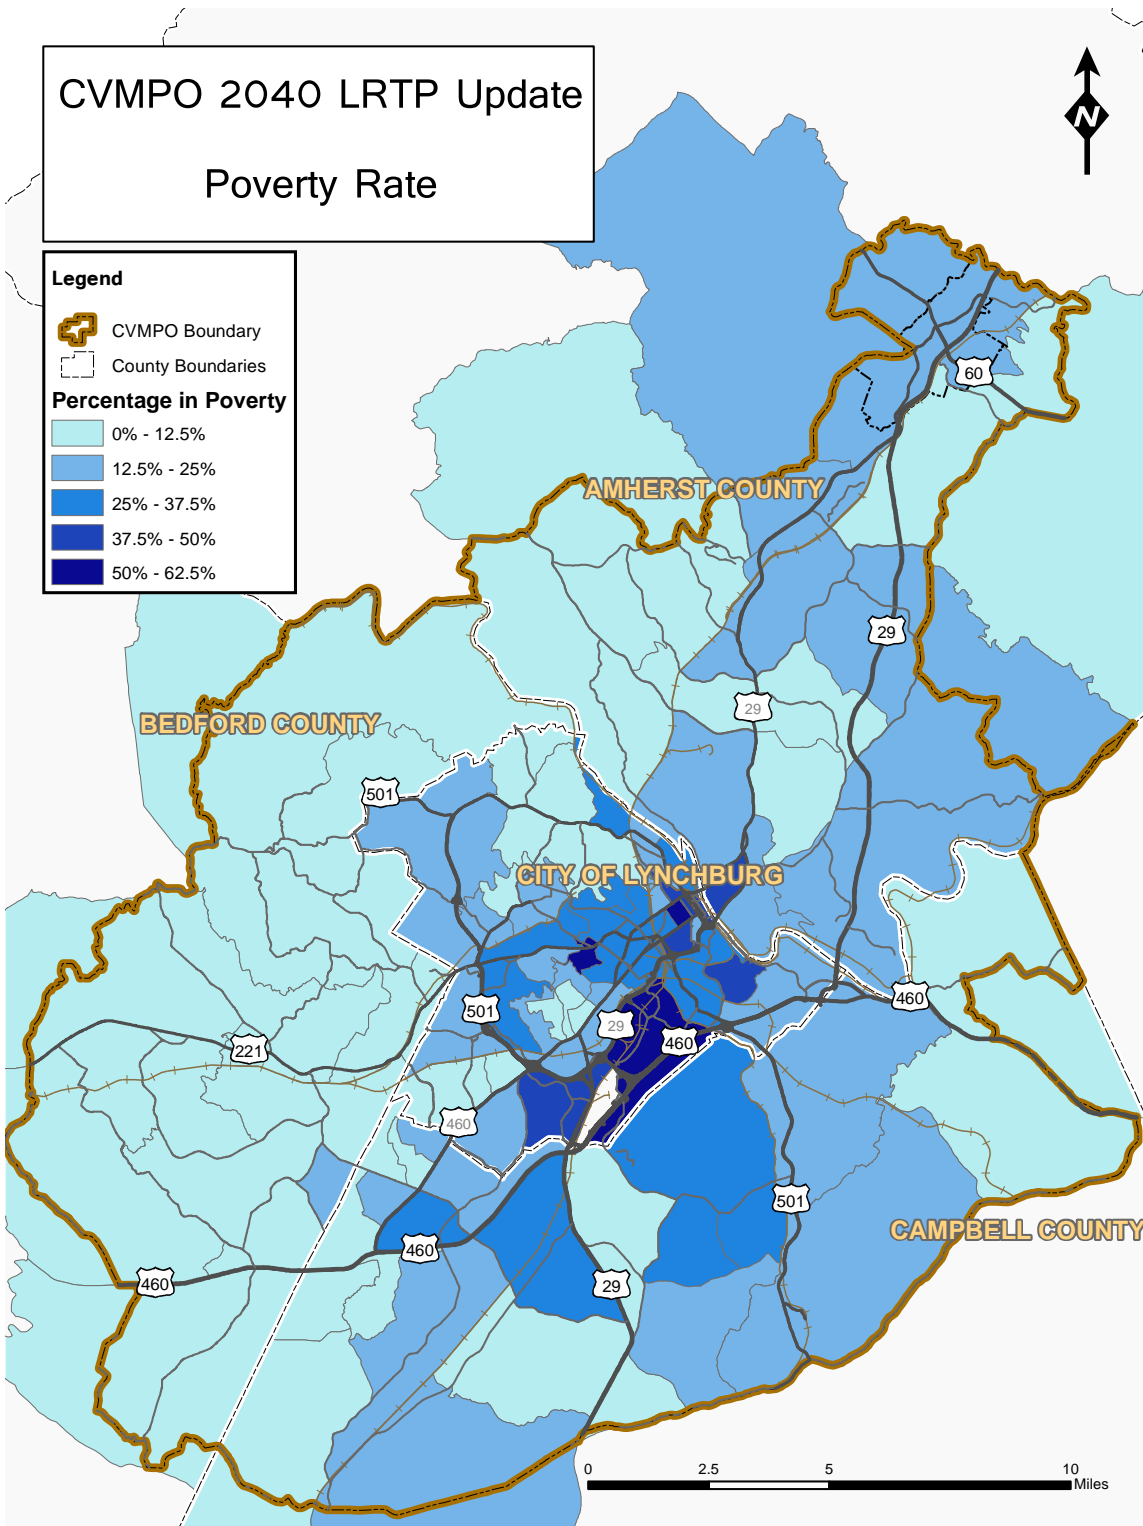 CVMPO 2040 LRTP Update
Poverty Rate
N
Legend
CVMPO Boundary
County Boundaries
Percentage in Poverty
0% - 12.5%
12.5% - 25%
25% - 37.5%
37.5% - 50%
50% - 62.5%
60
AMHERST COUNTY
29
29
BEDFORD COUNTY
501
CITY OF LYNCHBURG
460
501
29
460
221
460
501
CAMPBELL COUNTY
460
460
29
0 2.5 5 10
Miles